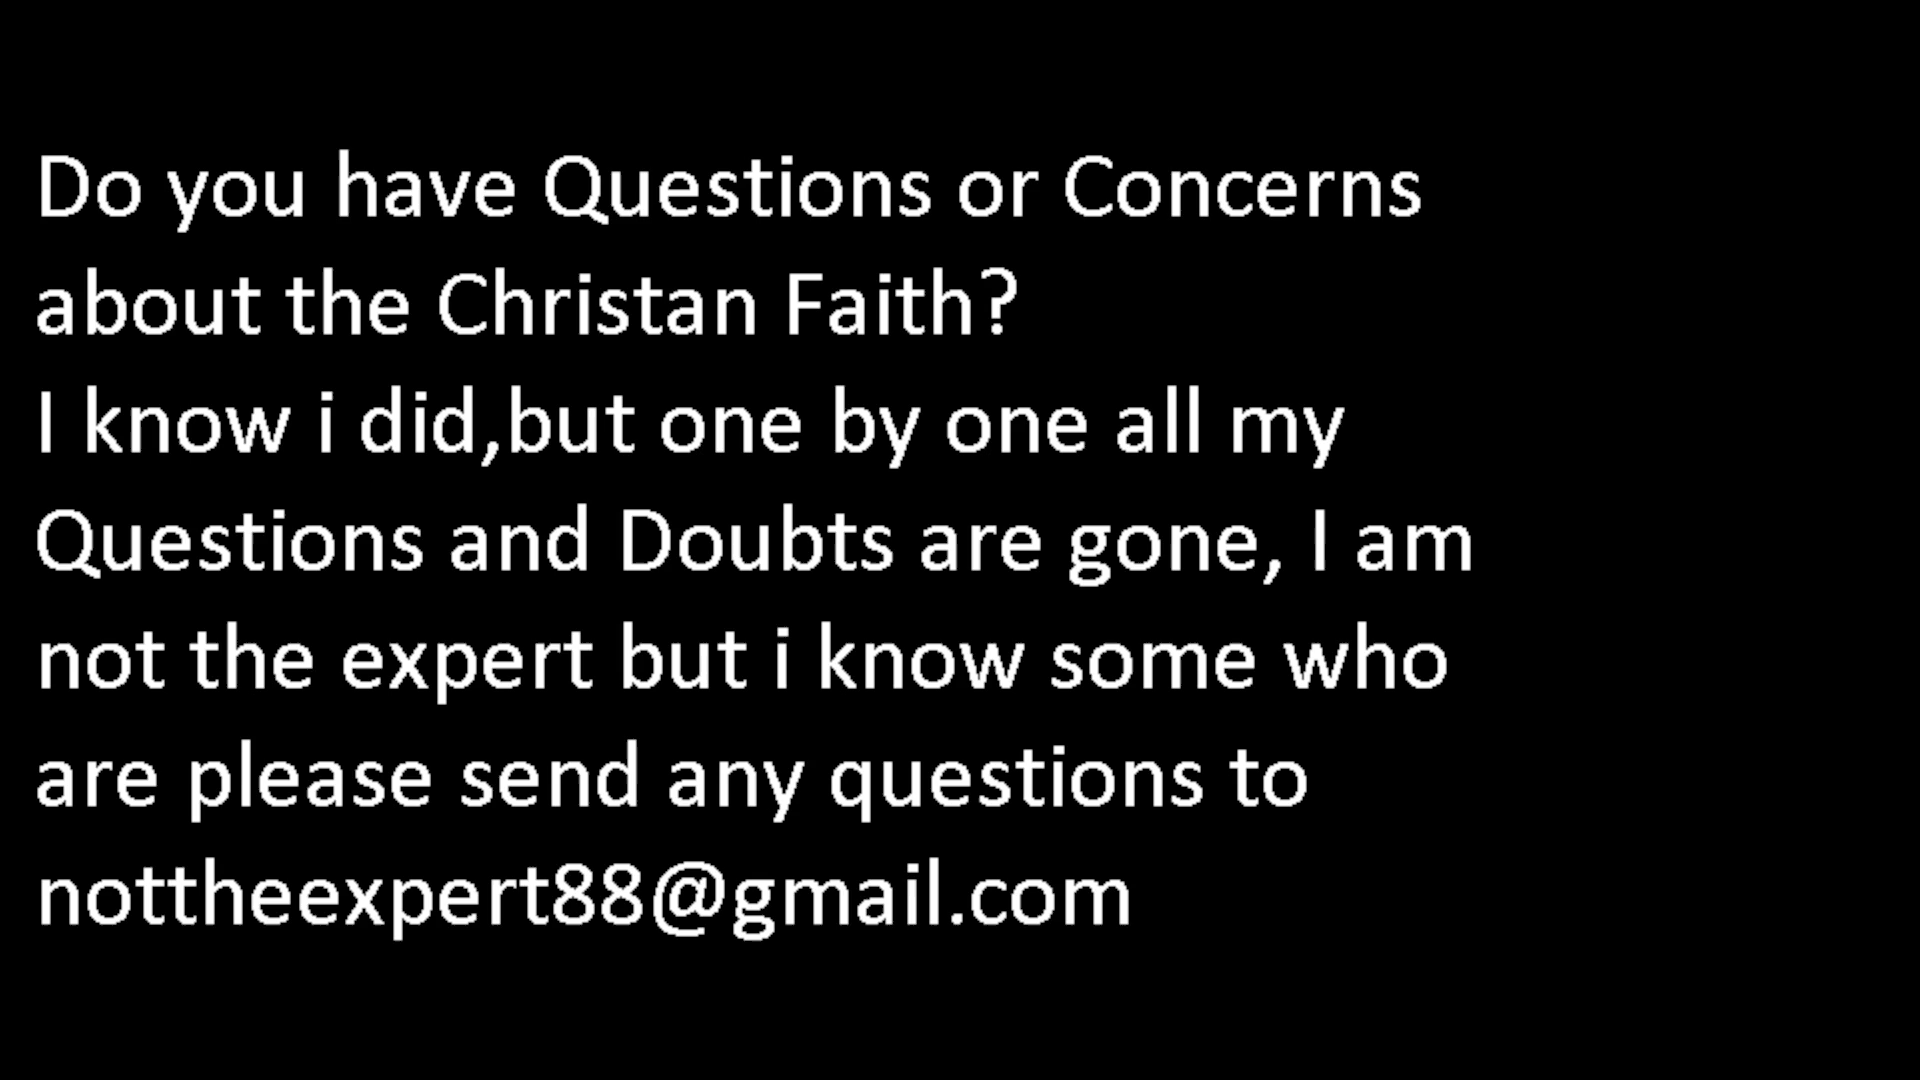 Do you have Questions or Concerns
about the Christan Faith?
I know i did,but one by one all my
Questions and Doubts are gone, I am
not the expert but i know some who
are please send any questions to
nottheexpert88@gmail.com